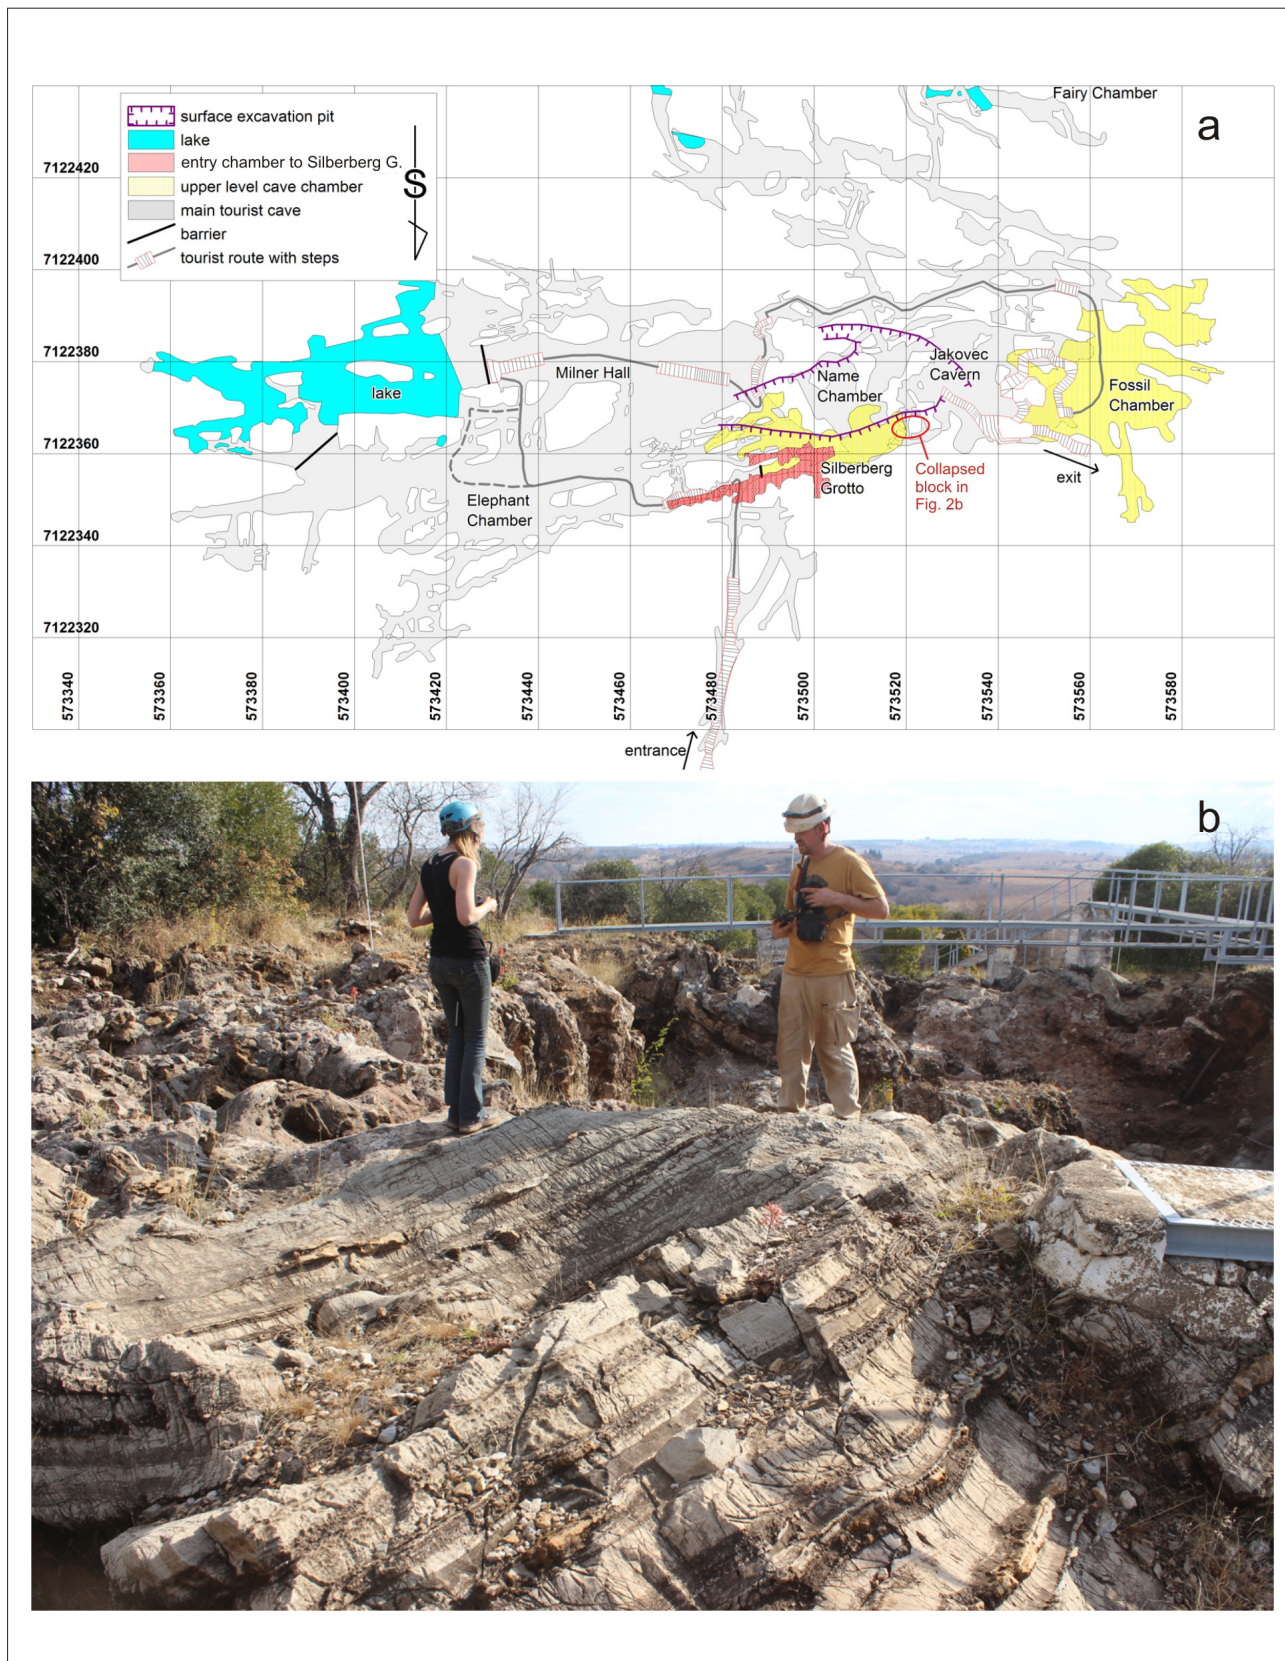 Fairy Chamber
a
surface excavation pit
lake
entry chamber to Silberberg G.
upper level cave chamber
main tourist cave
barrier
tourist route with steps
S
7122420
7122400
7122380
7122360
7122340
7122320
Milner Hall
lake
Name
Chamber
Jakovec
Cavern
Fossil
Chamber
Silberberg
Grotto
Collapsed
block in
Fig. 2b
exit
Elephant
Chamber
573340
573360
573380
573400
573420
573440
573460
573480
573500
573520
573540
573560
573580
entrance
b